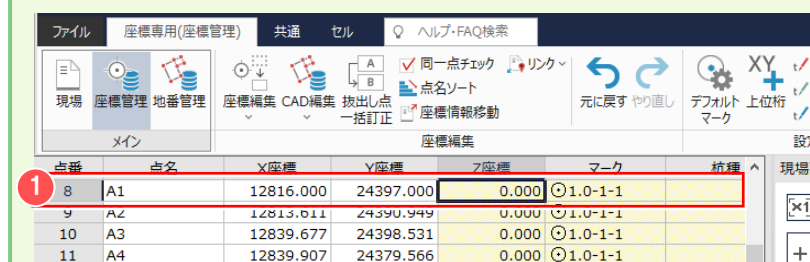 ファイル 座標専用(座標管理) 共通 セル ヘルプ・FAQ検索
現場 座標管理 地番管理 座標編集 CAD編集 抜出し点一括訂正 A B 同一点チェック リンク
点名ソート
座標情報移動
元に戻す やり直し デフォルトマーク XY 上位桁
メイン 座標編集 設
点番 点名 X座標 Y座標 Z座標 マーク 杭種 現場
1 8 A1 12816.000 24397.000 0.000 1.0-1-1
9 A2 12813.611 24390.949 0.000 1.0-1-1
10 A3 12839.677 24398.531 0.000 1.0-1-1
11 A4 12839.907 24379.566 0.000 1.0-1-1